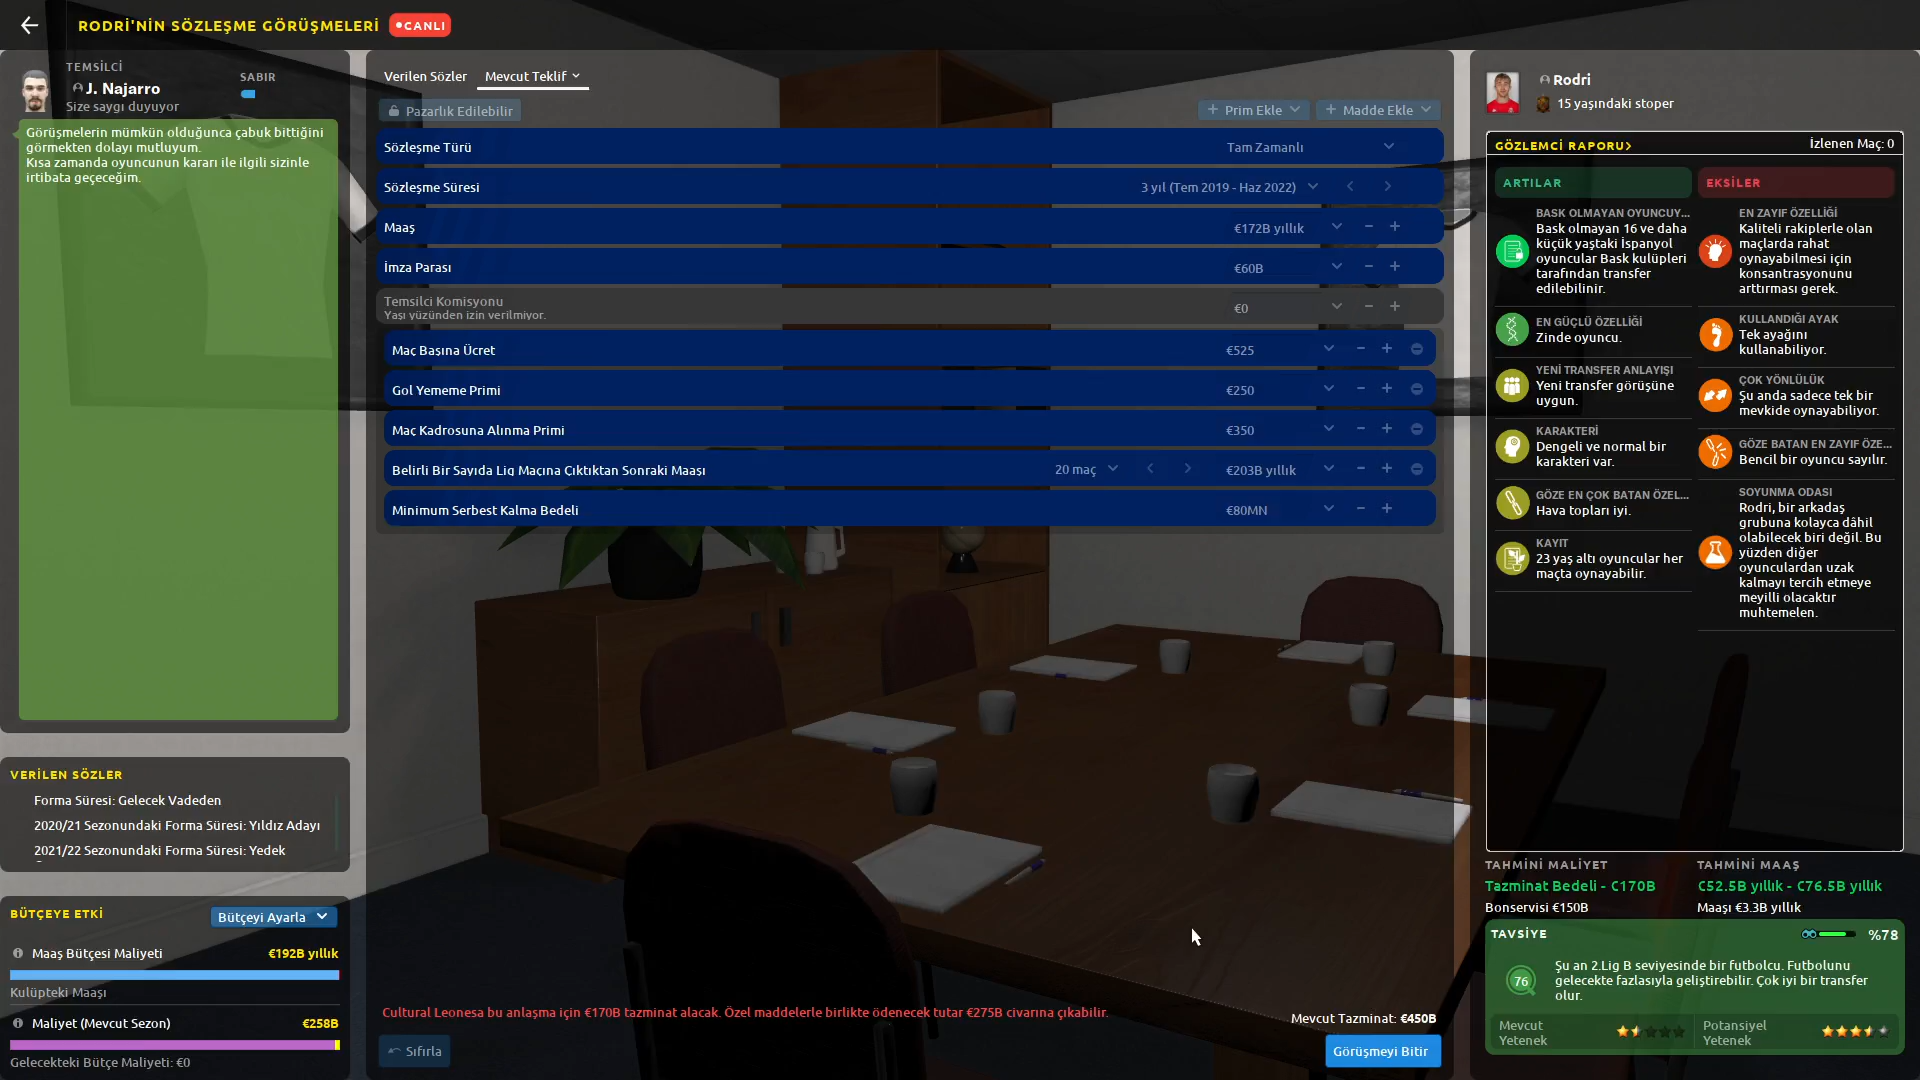 RODRİ'NİN SÖZLEŞME GÖRÜŞMELERİ
CANLI
TEMSİLCİ
J. Najarro
Size saygı duyuyor
SABIR
Görüşmelerin mümkün olduğunca çabuk bittiğini
görmekten dolayı mutluyum.
Kısa zamanda oyuncunun kararı ile ilgili sizinle
irtibata geçeceğim.
VERİLEN SÖZLER
Forma Süresi: Gelecek Vadeden
2020/21 Sezonundaki Forma Süresi: Yıldız Adayı
2021/22 Sezonundaki Forma Süresi: Yedek
BÜTÇEYE ETKİ
Bütçeyi Ayarla
Maaş Bütçesi Maliyeti
€192B yıllık
Kulüpteki Maaşı
Maliyet (Mevcut Sezon)
€258B
Gelecekteki Bütçe Maliyeti: €0
Verilen Sözler
Mevcut Teklif
Pazarlık Edilebilir
Prim Ekle
Madde Ekle
Sözleşme Türü
Tam Zamanlı
Sözleşme Süresi
3 yıl (Tem 2019 - Haz 2022)
Maaş
€172B yıllık
İmza Parası
€60B
Temsilci Komisyonu
Yaşı yüzünden izin verilmiyor.
€0
Maç Başına Ücret
€525
Gol Yememe Primi
€250
Maç Kadrosuna Alınma Primi
€350
Belirli Bir Sayıda Lig Maçına Çıktıktan Sonraki Maaşı
20 maç
€203B yıllık
Minimum Serbest Kalma Bedeli
€80MN
Cultural Leonesa bu anlaşma için €170B tazminat alacak. Özel maddelerle birlikte ödenecek tutar €275B civarına çıkabilir.
Mevcut Tazminat: €450B
Sıfırla
Görüşmeyi Bitir
Rodri
15 yaşındaki stoper
GÖZLEMCİ RAPORU>
İzlenen Maç: 0
ARTILAR
BASK OLMAYAN OYUNCUY...
Bask olmayan 16 ve daha
küçük yaştaki İspanyol
oyuncular Bask kulüpleri
tarafından transfer
edilebilinir.
EN GÜÇLÜ ÖZELLİĞİ
Zinde oyuncu.
YENİ TRANSFER ANLAYIŞI
Yeni transfer görüşüne
uygun.
KARAKTERİ
Dengeli ve normal bir
karakteri var.
GÖZE EN ÇOK BATAN ÖZEL...
Hava topları iyi.
KAYIT
23 yaş altı oyuncular her
maçta oynayabilir.
EKSİLER
EN ZAYIF ÖZELLİĞİ
Kaliteli rakiplerle olan
maçlarda rahat
oynayabilmesi için
konsantrasyonunu
arttırması gerek.
KULLANDIĞI AYAK
Tek ayağını
kullanabiliyor.
ÇOK YÖNLÜLÜK
Şu anda sadece tek bir
mevkide oynayabiliyor.
GÖZE BATAN EN ZAYIF ÖZE...
Bencil bir oyuncu sayılır.
SOYUNMA ODASI
Rodri, bir arkadaş
grubuna kolayca dâhil
olabilecek biri değil. Bu
yüzden diğer
oyunculardan uzak
kalmayı tercih etmeye
meyilli olacaktır
muhtemelen.
TAHMİNİ MALİYET
Tazminat Bedeli - €170B
Bonservisi €150B
TAHMİNİ MAAŞ
€52.5B yıllık - €76.5B yıllık
Maaşı €3.3B yıllık
TAVSİYE
%78
76
Şu an 2.Lig B seviyesinde bir futbolcu. Futbolunu
gelecekte fazlasıyla geliştirebilir. Çok iyi bir transfer
olur.
Mevcut
Yetenek
Potansiyel
Yetenek